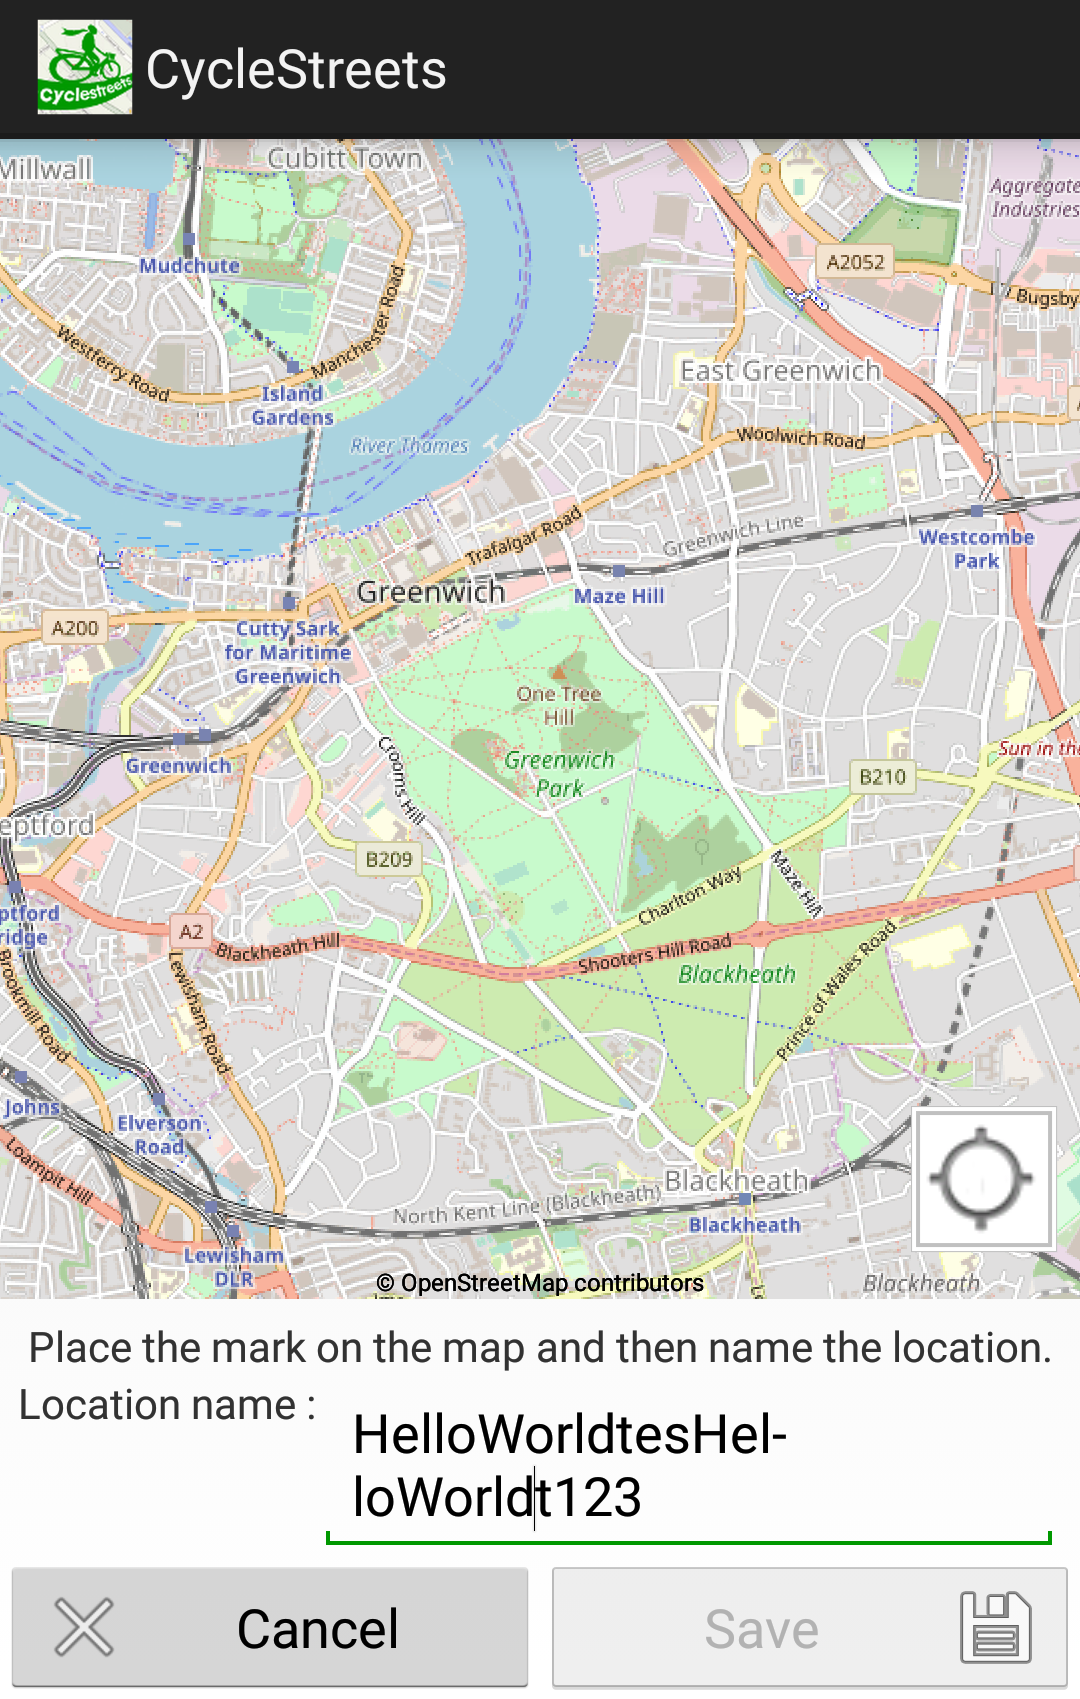 Cyclestreets
CycleStreets
Millwall
Cubitt Town
Aggregate
Industries
Mudchute
A2052
Bugsby
Westferry Road
Manchester Road
Island
Gardens
East Greenwich
River Thames
Woolwich Road
Trafalgar Road
Greenwich Line
Westcombe
Park
Greenwich
Maze Hill
A200
Cutty Sark
for Maritime
Greenwich
One Tree
Hill
Sun in the
Greenwich
Crooms Hill
Greenwich
Park
B210
eptford
B209
Maze Hill
Charlton Way
ptford
ridge
A2
Blackheath Hill
Shooters Hill Road
Blackheath
Prince of Wales Road
Brookmill Road
Lewisham Road
Johns
Elverson
Road
Loampit Hill
Blackheath
North Kent Line (Blackheath)
Blackheath
Lewisham
DLR
© OpenStreetMap contributors
Blackheath
Place the mark on the map and then name the location.
Location name :
HelloWorldtesHel-
loWorldt123
Cancel
Save